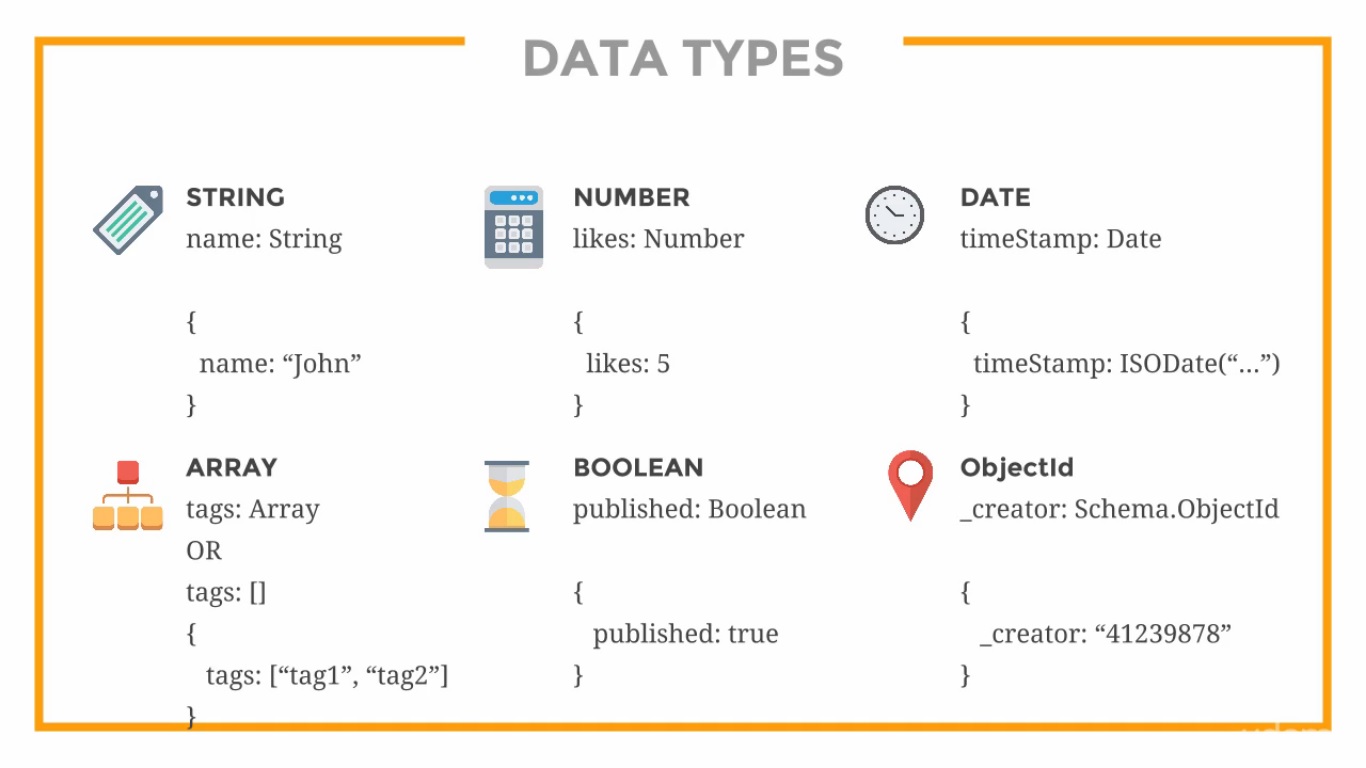 DATA TYPES
STRING
name: String
{
name: “John”
}
NUMBER
likes: Number
{
likes: 5
}
DATE
timeStamp: Date
{
timeStamp: ISODate(“...”)
}
ARRAY
tags: Array
OR
tags: []
{
tags: [“tag1”, “tag2”]
}
BOOLEAN
published: Boolean
{
published: true
}
ObjectId
_creator: Schema.ObjectId
{
_creator: “41239878”
}